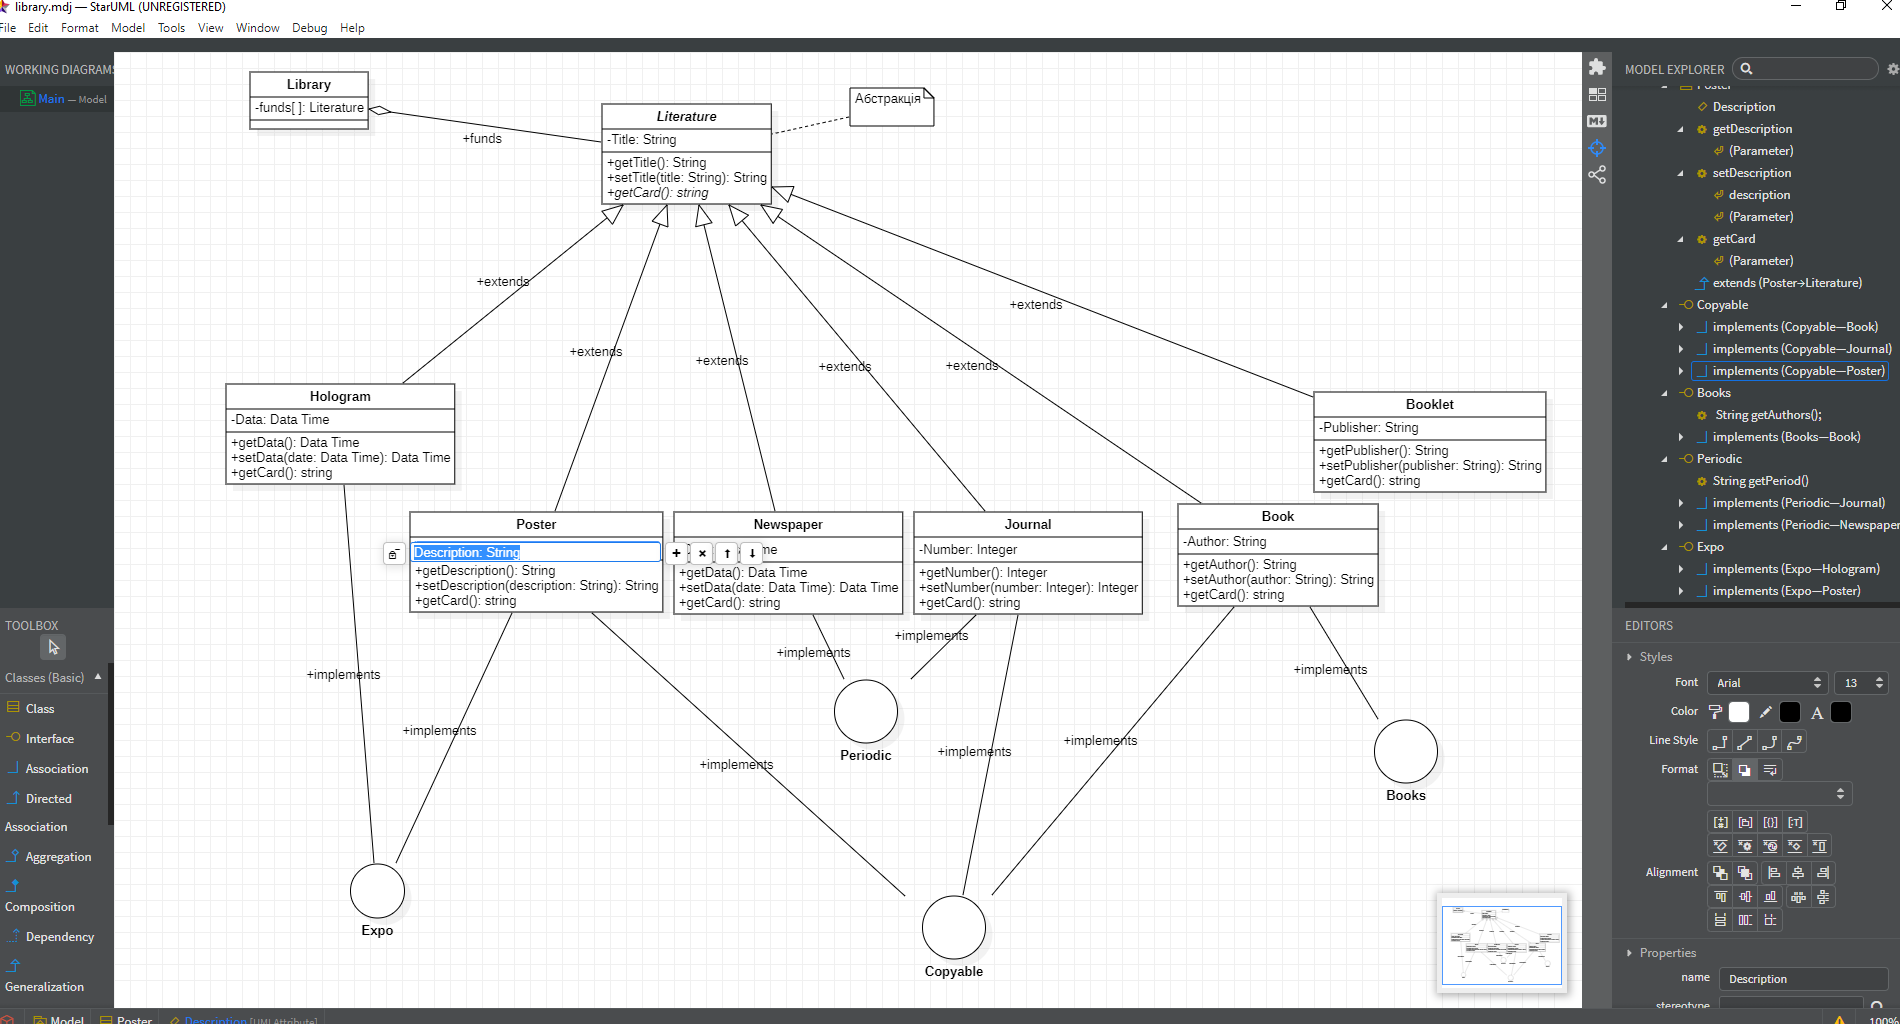 library.mdj — StarUML (UNREGISTERED)
File Edit Format Model Tools View Window Debug Help
WORKING DIAGRAMS
Main — Model
Library
-funds[ ]: Literature
+funds
Literature
-Title: String
+getTitle(): String
+setTitle(title: String): String
+getCard(): string
Абстракція
+extends
+extends
+extends
+extends
+extends
+extends
Hologram
-Data: Data Time
+getData(): Data Time
+setData(date: Data Time): Data Time
+getCard(): string
Booklet
-Publisher: String
+getPublisher(): String
+setPublisher(publisher: String): String
+getCard(): string
Poster
Description: String
+getDescription(): String
+setDescription(description: String): String
+getCard(): string
Newspaper
+getData(): Data Time
+setData(date: Data Time): Data Time
+getCard(): string
Journal
-Number: Integer
+getNumber(): Integer
+setNumber(number: Integer): Integer
+getCard(): string
Book
-Author: String
+getAuthor(): String
+setAuthor(author: String): String
+getCard(): string
+implements
+implements
+implements
+implements
+implements
+implements
+implements
+implements
Periodic
Books
Expo
Copyable
TOOLBOX
Classes (Basic)
Class
Interface
Association
Directed
Association
Aggregation
Composition
Dependency
Generalization
MODEL EXPLORER
Poster
Description
getDescription
(Parameter)
setDescription
description
(Parameter)
getCard
(Parameter)
extends (Poster→Literature)
Copyable
implements (Copyable—Book)
implements (Copyable—Journal)
implements (Copyable—Poster)
Books
String getAuthors();
implements (Books—Book)
Periodic
String getPeriod()
implements (Periodic—Journal)
implements (Periodic—Newspaper
Expo
implements (Expo—Hologram)
implements (Expo—Poster)
EDITORS
Styles
Font Arial 13
Color A
Line Style
Format
Alignment
Properties
name Description
stereotype
Model Poster Description [UMLAttribute]
100%